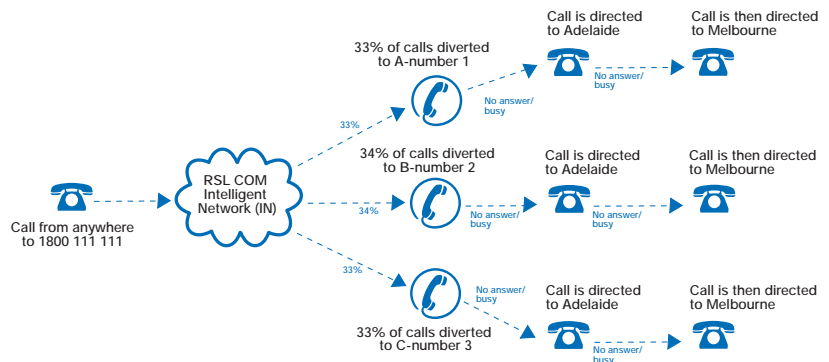 Call from anywhere
to 1800 111 111
RSL COM
Intelligent
Network (IN)
33%
33% of calls diverted
to A-number 1
No answer/
busy
Call is directed
to Adelaide
No answer/
busy
Call is then directed
to Melbourne
34%
34% of calls diverted
to B-number 2
No answer/
busy
Call is directed
to Adelaide
No answer/
busy
Call is then directed
to Melbourne
33%
33% of calls diverted
to C-number 3
No answer/
busy
Call is directed
to Adelaide
No answer/
busy
Call is then directed
to Melbourne